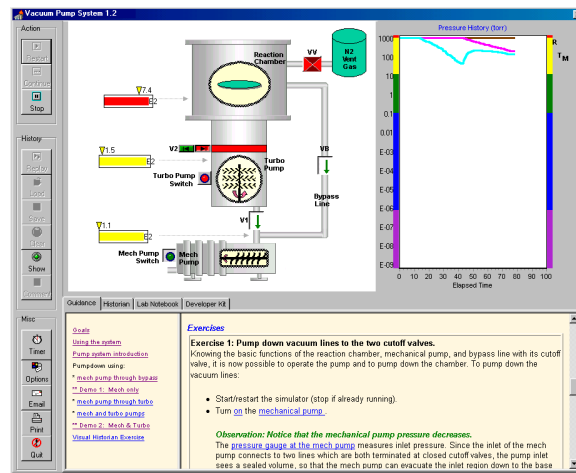 Vacuum Pump System 1.2
Action
Restart
Continue
Stop
History
Replay
Load
Save
Clear
Show
Comment
Misc
Timer
Options
Email
Print
Quit
Reaction
Chamber
VV
N2
Vent
Gas
7.4
E2
V2
1.5
E2
Turbo
Pump
Turbo Pump
Switch
VB
Bypass
Line
V1
1.1
E2
Mech Pump
Switch
Mech
Pump
Pressure History (torr)
1000
100
10
1
0.1
0.01
E-03
E-04
E-05
E-06
E-07
E-08
E-09
R
T
M
0 10 20 30 40 50 60 70 80 90 100
Elapsed Time
Guidance Historian Lab Notebook Developer Kit
Goals
Using the system
Pump system introduction
Pumpdown using:
* mech pump through bypass
** Demo 1: Mech only
* mech pump through turbo
* mech and turbo pumps
** Demo 2: Mech & Turbo
Visual Historian Exercise
Exercises
Exercise 1: Pump down vacuum lines to the two cutoff valves.
Knowing the basic functions of the reaction chamber, mechanical pump, and bypass line with its cutoff
valve, it is now possible to operate the pump and to pump down the chamber. To pump down the
vacuum lines:
• Start/restart the simulator (stop if already running).
• Turn on the mechanical pump .
Observation: Notice that the mechanical pump pressure decreases.
The pressure gauge at the mech pump measures inlet pressure. Since the inlet of the mech
pump connects to two lines which are both terminated at closed cutoff valves, the pump inlet
sees a sealed volume, so that the mech pump can evacuate the inlet region down to the base